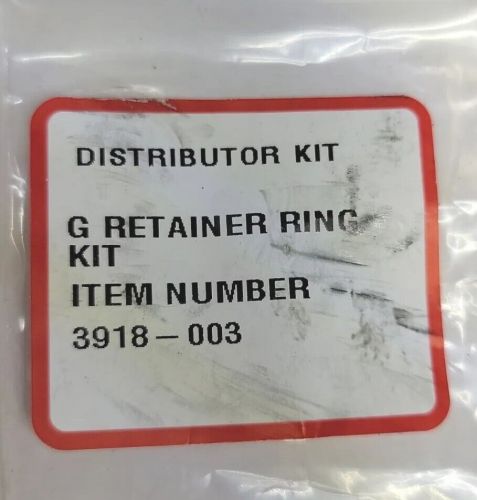 DISTRIBUTOR KIT
G RETAINER RING
KIT
ITEM NUMBER
3918-003